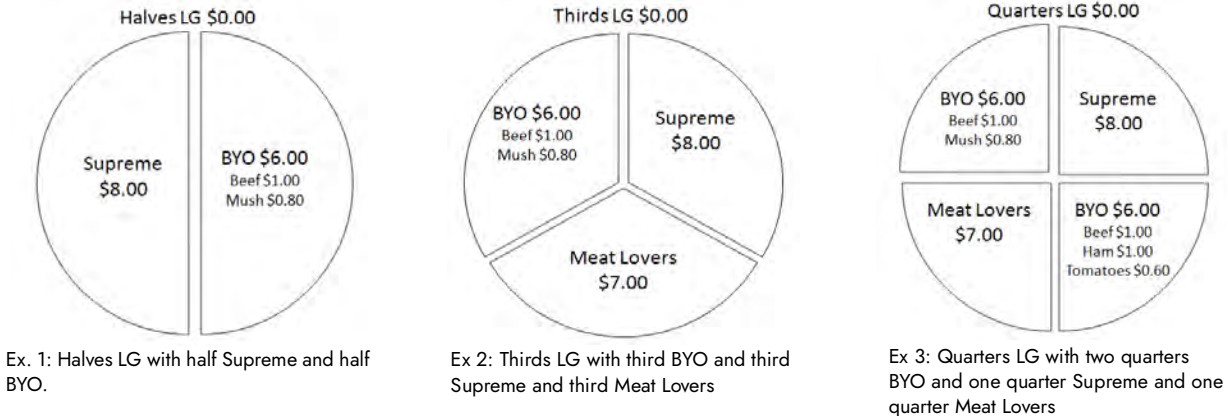 Halves LG $0.00
Supreme
$8.00
BYO $6.00
Beef $1.00
Mush $0.80
Ex. 1: Halves LG with half Supreme and half
BYO.
Thirds LG $0.00
BYO $6.00
Beef $1.00
Mush $0.80
Supreme
$8.00
Meat Lovers
$7.00
Ex 2: Thirds LG with third BYO and third
Supreme and third Meat Lovers
Quarters LG $0.00
BYO $6.00
Beef $1.00
Mush $0.80
Supreme
$8.00
Meat Lovers
$7.00
BYO $6.00
Beef $1.00
Ham $1.00
Tomatoes $0.60
Ex 3: Quarters LG with two quarters
BYO and one quarter Supreme and one
quarter Meat Lovers